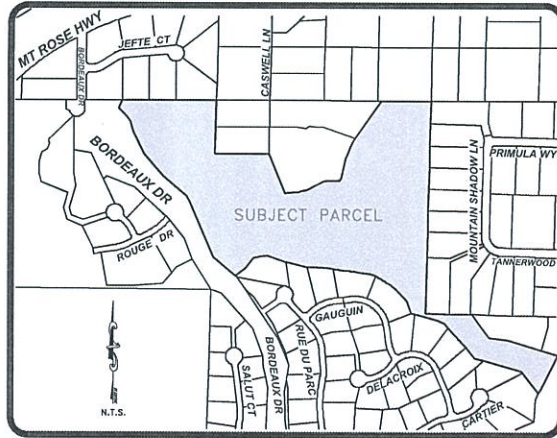 MT ROSE HWY
JEFTE CT
BORDEAUX DR
CASWELL LN
BORDEAUX DR
PRIMULA WY
MOUNTAIN SHADOW LN
SUBJECT PARCEL
ROUGE DR
TANNERWOOD
GAUGUIN
RUE DU PARC
BORDEAUX DR
SALUT CT
DELACROIX
CARTIER
N.T.S.